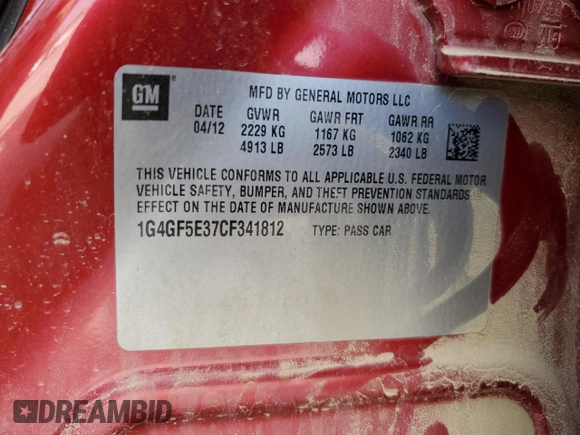 GM
MFD BY GENERAL MOTORS LLC
DATE GVWR GAWR FRT GAWR RR
04/12 2229 KG 1167 KG 1062 KG
4913 LB 2573 LB 2340 LB
THIS VEHICLE CONFORMS TO ALL APPLICABLE U.S. FEDERAL MOTOR
VEHICLE SAFETY, BUMPER, AND THEFT PREVENTION STANDARDS
EFFECT ON THE DATE OF MANUFACTURE SHOWN ABOVE.
1G4GF5E37CF341812 TYPE: PASS CAR
DREAMBID